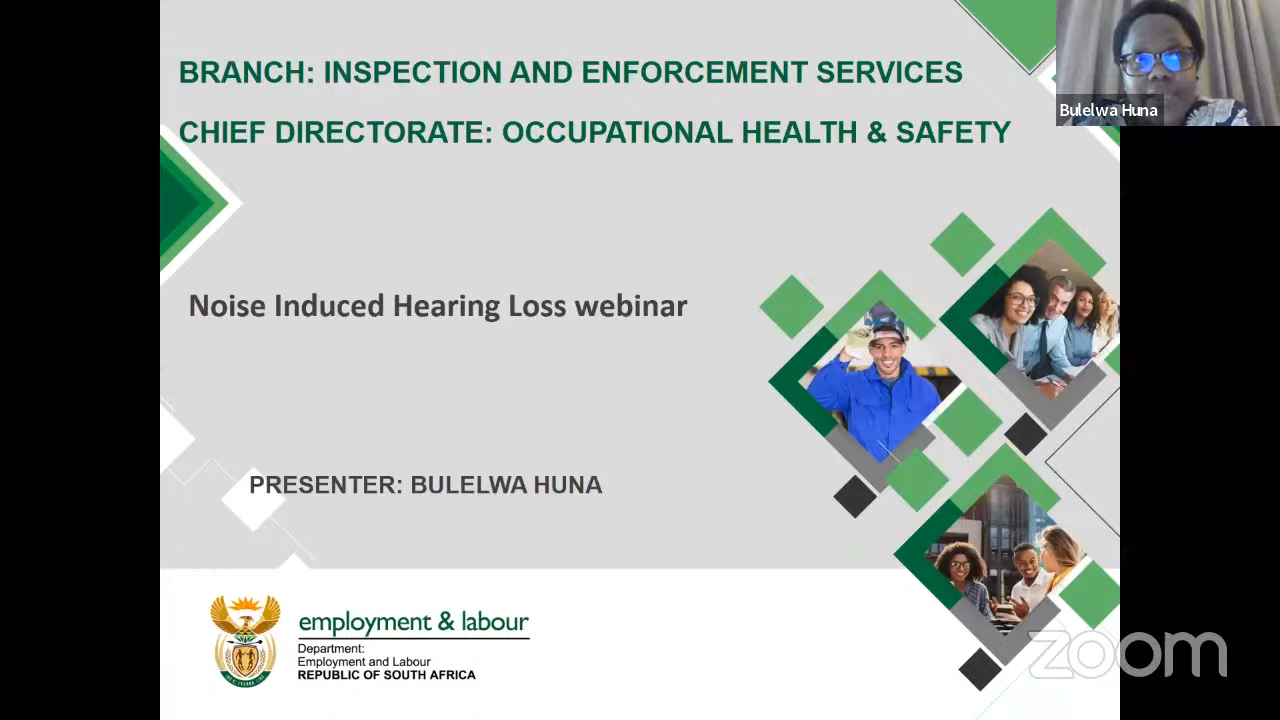 BRANCH: INSPECTION AND ENFORCEMENT SERVICES
CHIEF DIRECTORATE: OCCUPATIONAL HEALTH & SAFETY
Bulelwa Huna
Noise Induced Hearing Loss webinar
PRESENTER: BULELWA HUNA
employment & labour
Department:
Employment and Labour
REPUBLIC OF SOUTH AFRICA
zoom